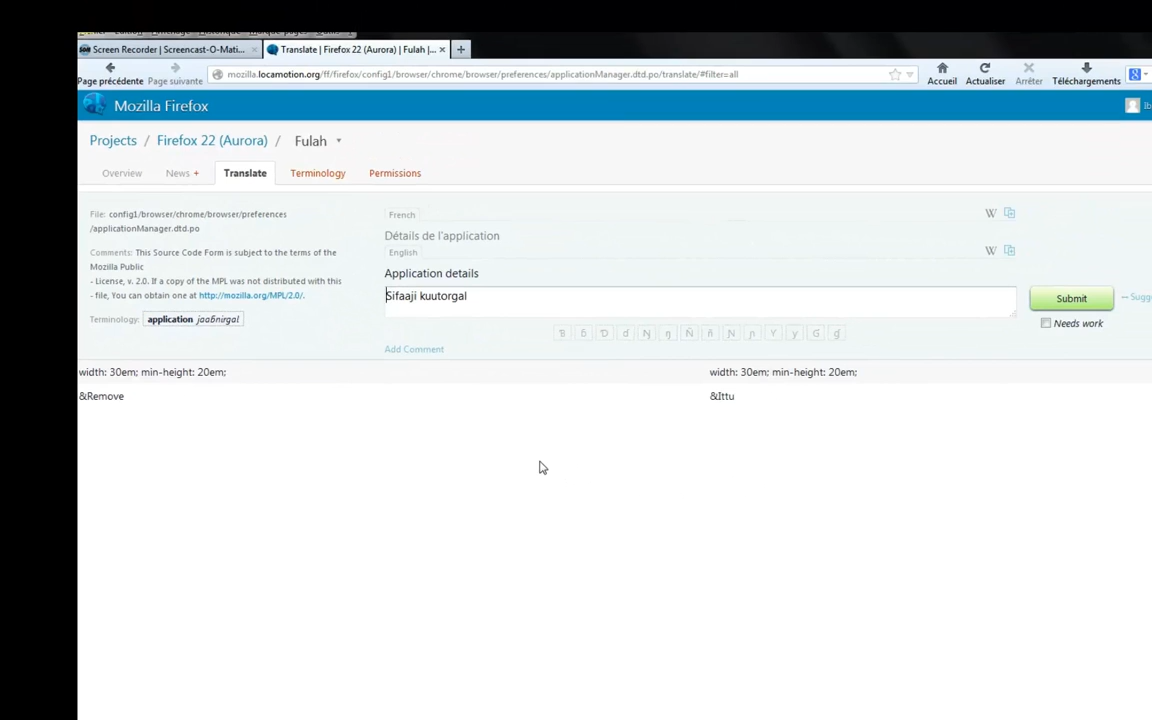 Screen Recorder | Screencast-O-Mati...
Translate | Firefox 22 (Aurora) | Fulah |...
Page précédente Page suivante
mozilla.locamotion.org/ff/firefox/config1/browser/chrome/browser/preferences/applicationManager.dtd.po/translate/#filter=all
Accueil Actualiser Arrêter Téléchargements
Mozilla Firefox
Projects / Firefox 22 (Aurora) / Fulah
Overview News + Translate Terminology Permissions
File: config1/browser/chrome/browser/preferences
/applicationManager.dtd.po
Comments: This Source Code Form is subject to the terms of the
Mozilla Public
- License, v. 2.0. If a copy of the MPL was not distributed with this
- file, You can obtain one at http://mozilla.org/MPL/2.0/.
Terminology: application jaaɓnirgal
French
Détails de l'application
English
Application details
Sifaaji kuutorgal
Submit
Needs work
Add Comment
width: 30em; min-height: 20em; width: 30em; min-height: 20em;
&Remove &Ittu